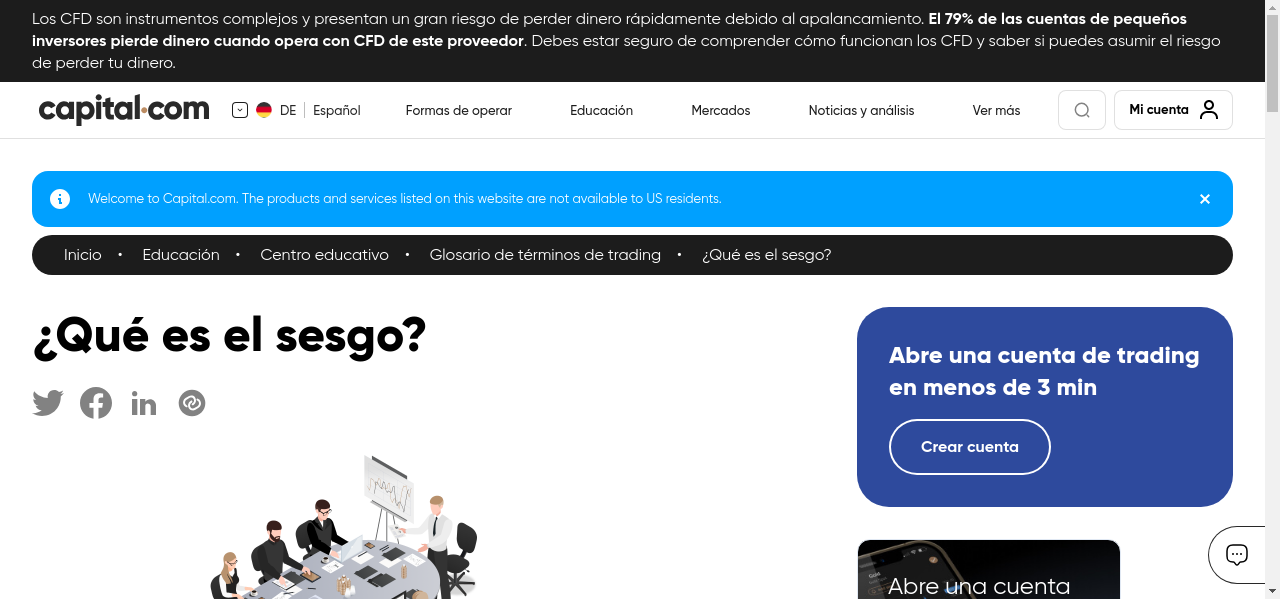 Los CFD son instrumentos complejos y presentan un gran riesgo de perder dinero rápidamente debido al apalancamiento. El 79% de las cuentas de pequeños
inversores pierde dinero cuando opera con CFD de este proveedor. Debes estar seguro de comprender cómo funcionan los CFD y saber si puedes asumir el riesgo
de perder tu dinero.
capital.com
DE
Español
Formas de operar
Educación
Mercados
Noticias y análisis
Ver más
Mi cuenta
Welcome to Capital.com. The products and services listed on this website are not available to US residents.
Inicio • Educación • Centro educativo • Glosario de términos de trading • ¿Qué es el sesgo?
¿Qué es el sesgo?
Abre una cuenta de trading
en menos de 3 min
Crear cuenta
Abre una cuenta